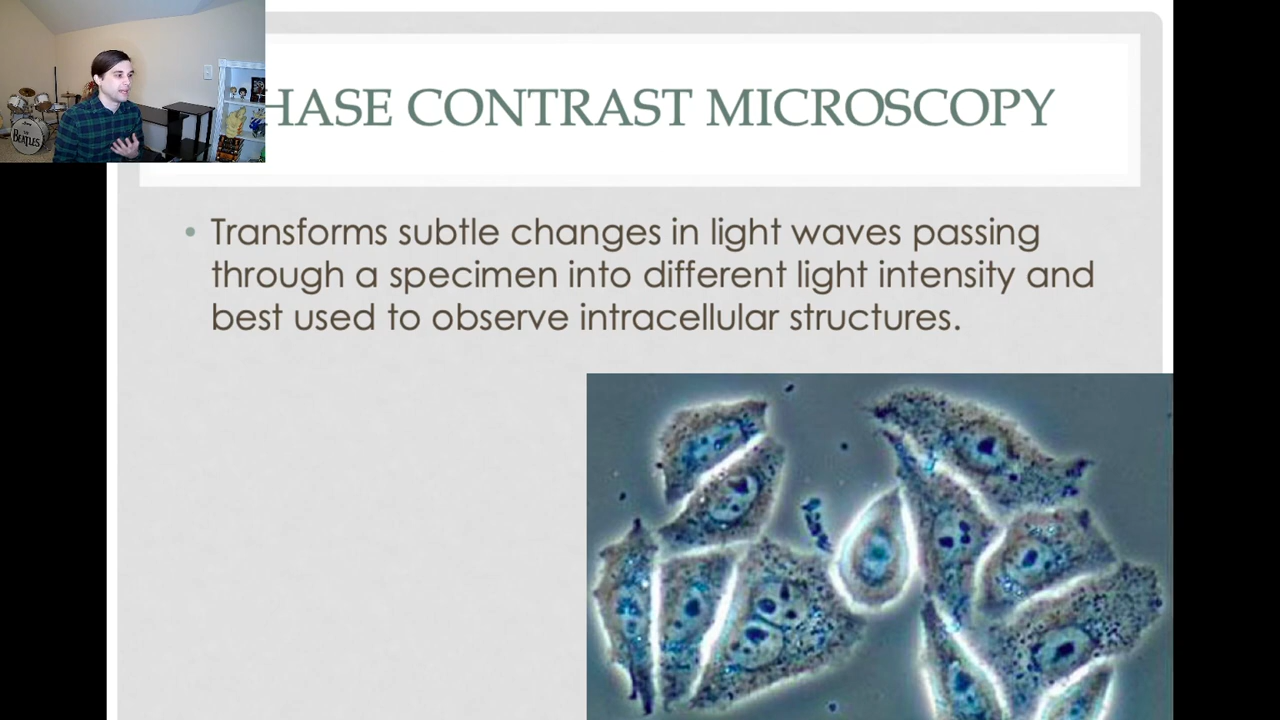 HASE CONTRAST MICROSCOPY
• Transforms subtle changes in light waves passing
through a specimen into different light intensity and
best used to observe intracellular structures.
BEATLES